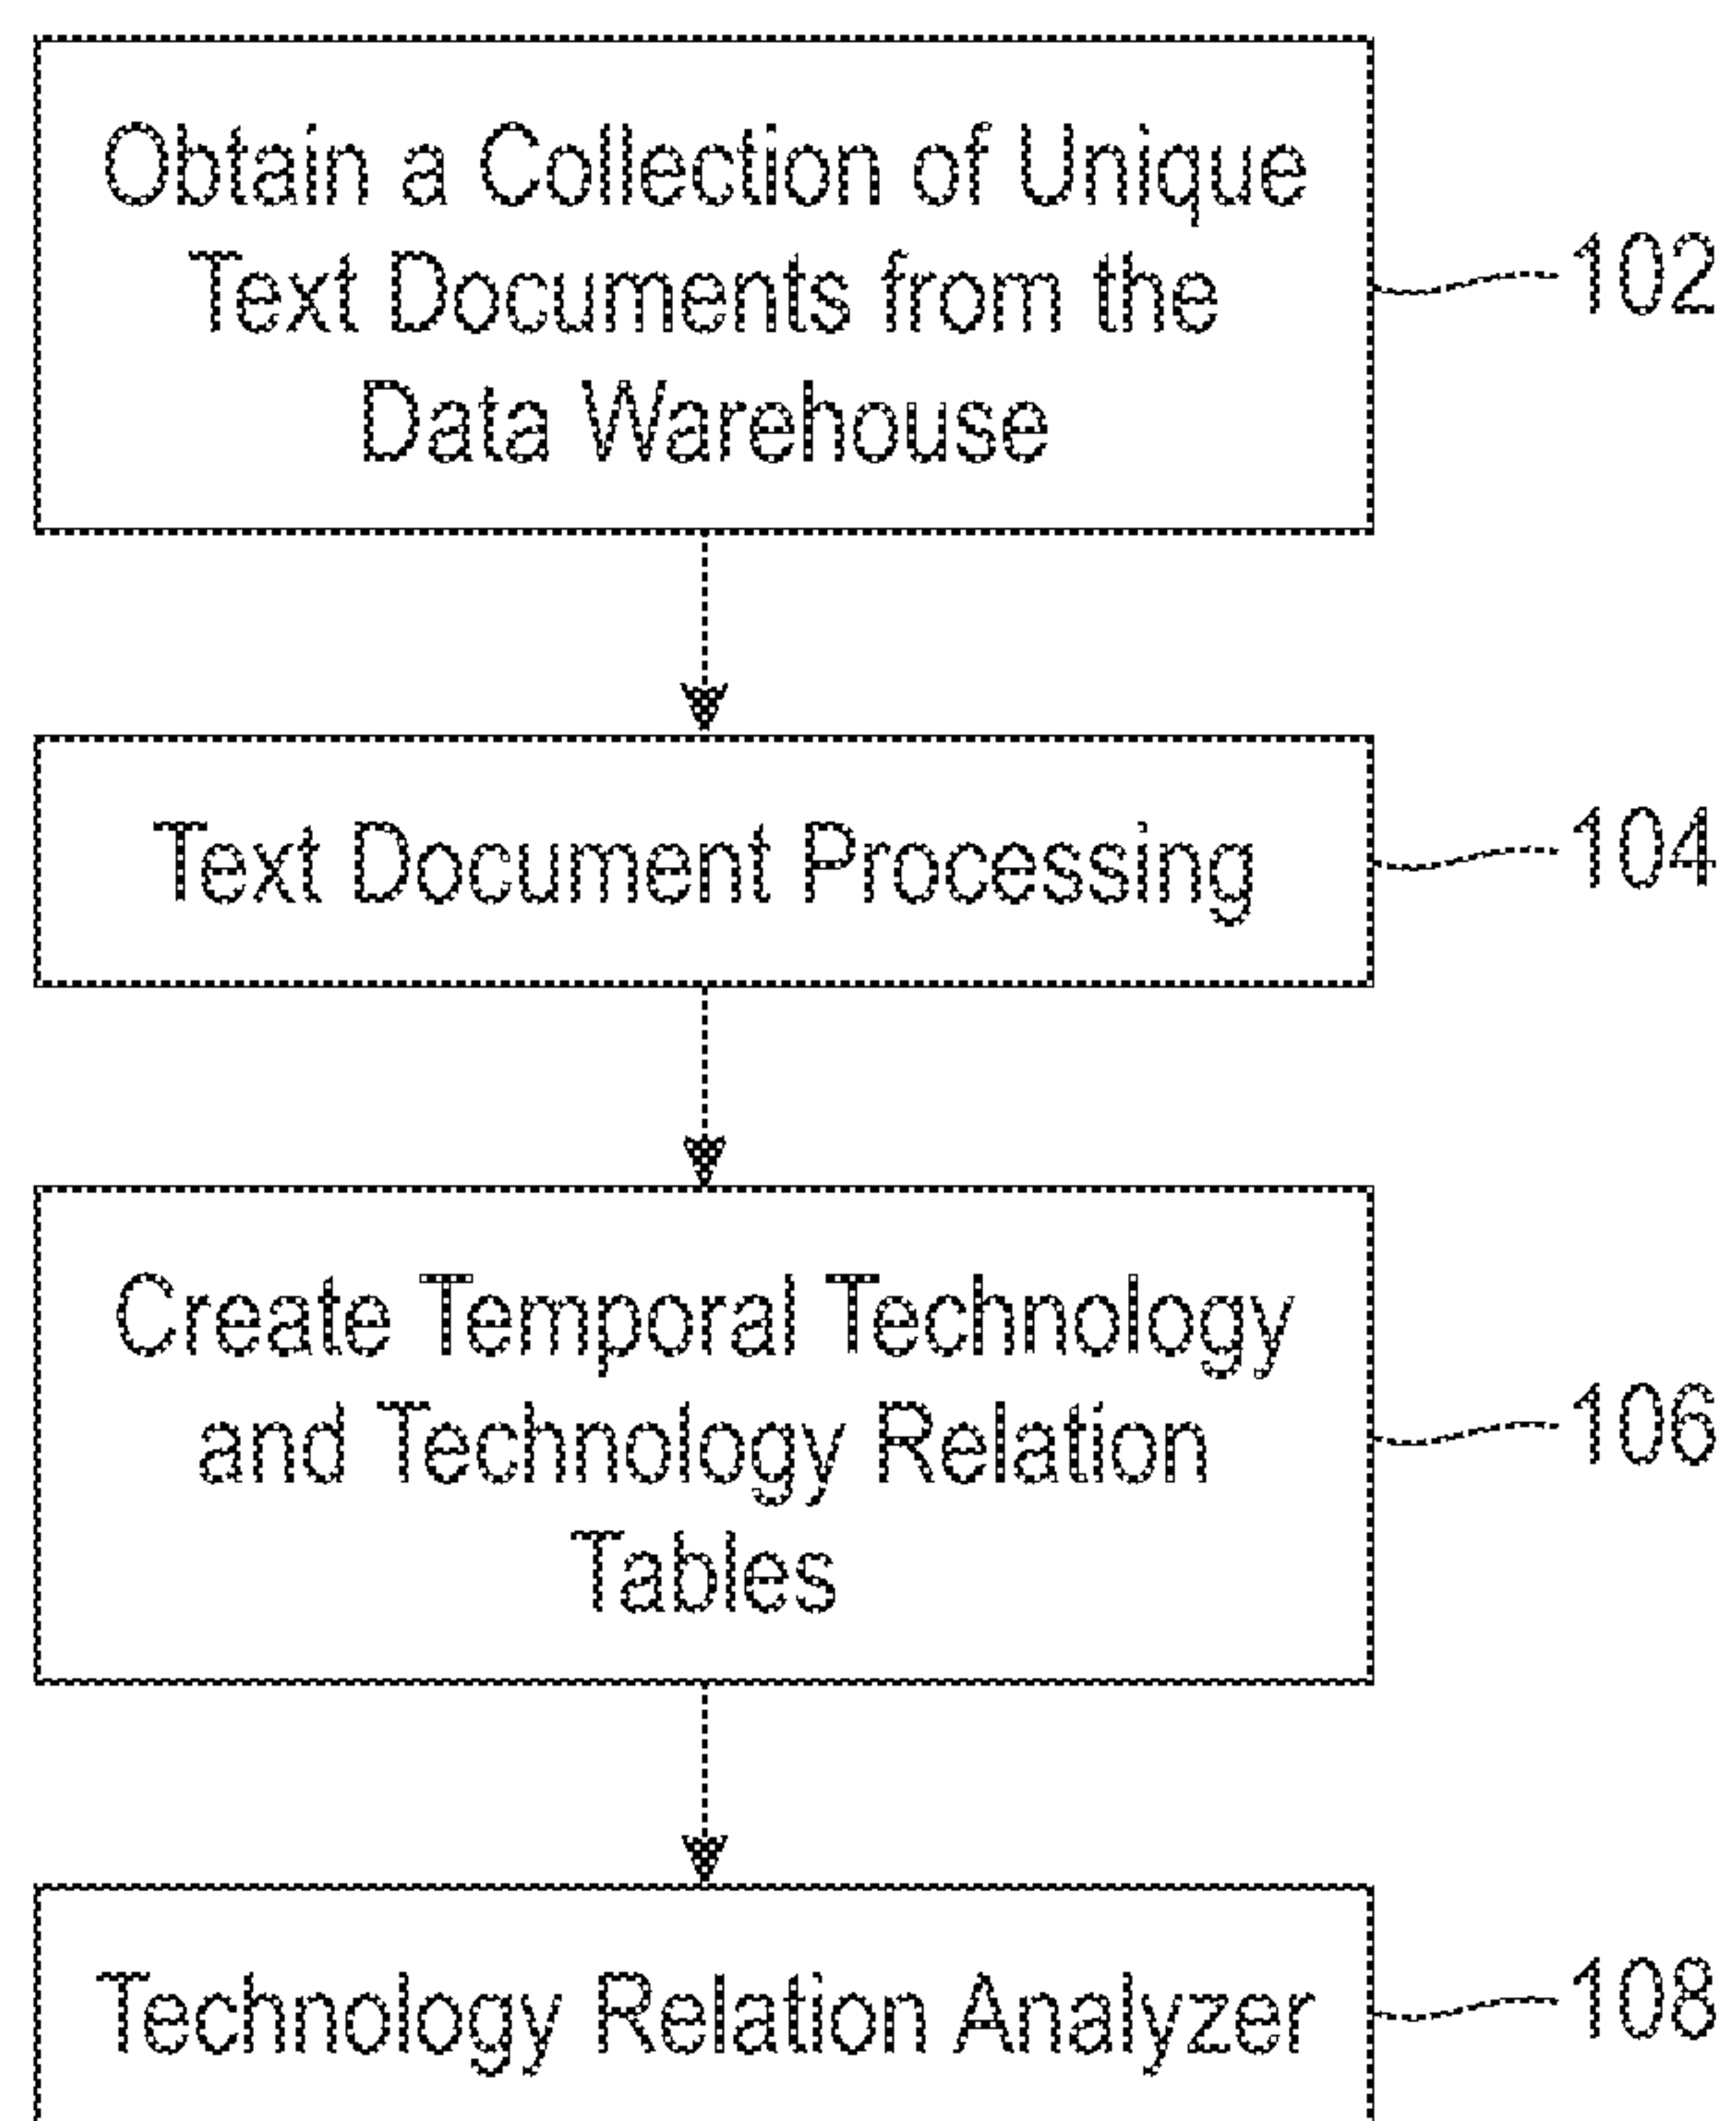 Obtain a Collection of Unique
Text Documents from the
Data Warehouse
102
Text Document Processing
104
Create Temporal Technology
and Technology Relation
Tables
106
Technology Relation Analyzer
108